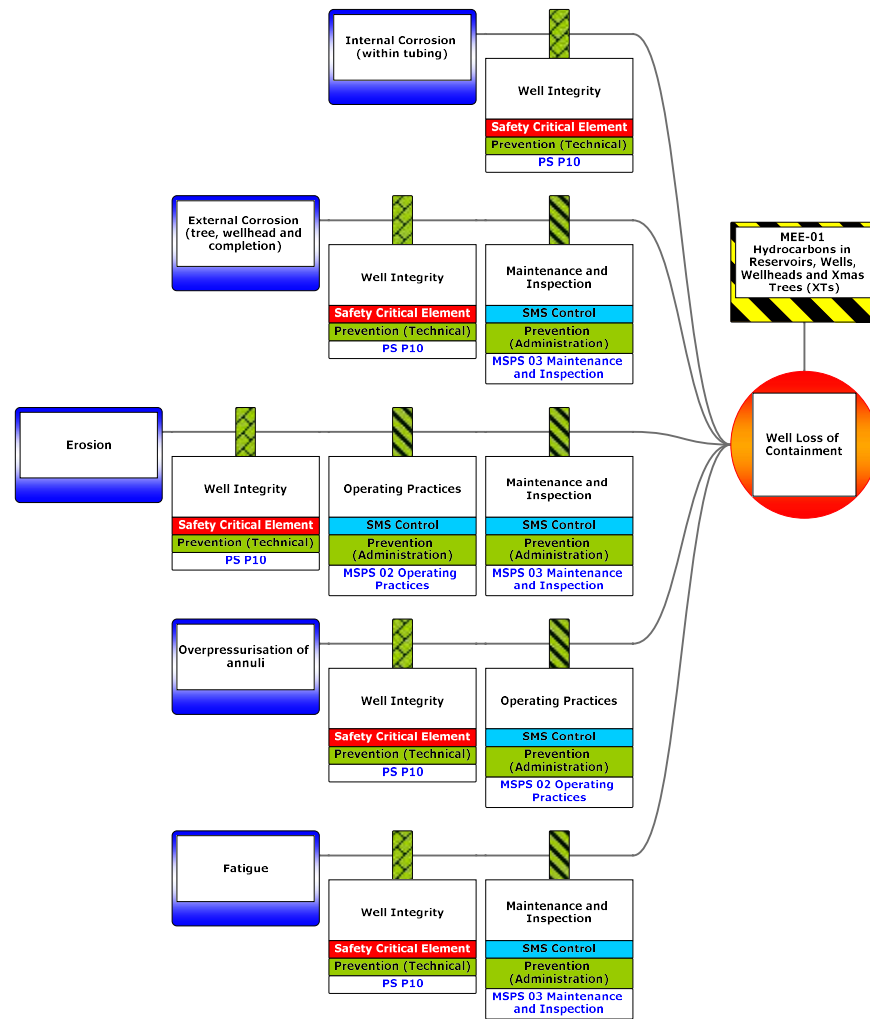 Internal Corrosion
(within tubing)
Well Integrity
Safety Critical Element
Prevention (Technical)
PS P10
External Corrosion
(tree, wellhead and
completion)
Well Integrity
Safety Critical Element
Prevention (Technical)
PS P10
Maintenance and
Inspection
SMS Control
Prevention
(Administration)
MSPS 03 Maintenance
and Inspection
MEE-01
Hydrocarbons in
Reservoirs, Wells,
Wellheads and Xmas
Trees (XTs)
Well Loss of
Containment
Erosion
Well Integrity
Safety Critical Element
Prevention (Technical)
PS P10
Operating Practices
SMS Control
Prevention
(Administration)
MSPS 02 Operating
Practices
Maintenance and
Inspection
SMS Control
Prevention
(Administration)
MSPS 03 Maintenance
and Inspection
Overpressurisation of
annuli
Well Integrity
Safety Critical Element
Prevention (Technical)
PS P10
Operating Practices
SMS Control
Prevention
(Administration)
MSPS 02 Operating
Practices
Fatigue
Well Integrity
Safety Critical Element
Prevention (Technical)
PS P10
Maintenance and
Inspection
SMS Control
Prevention
(Administration)
MSPS 03 Maintenance
and Inspection